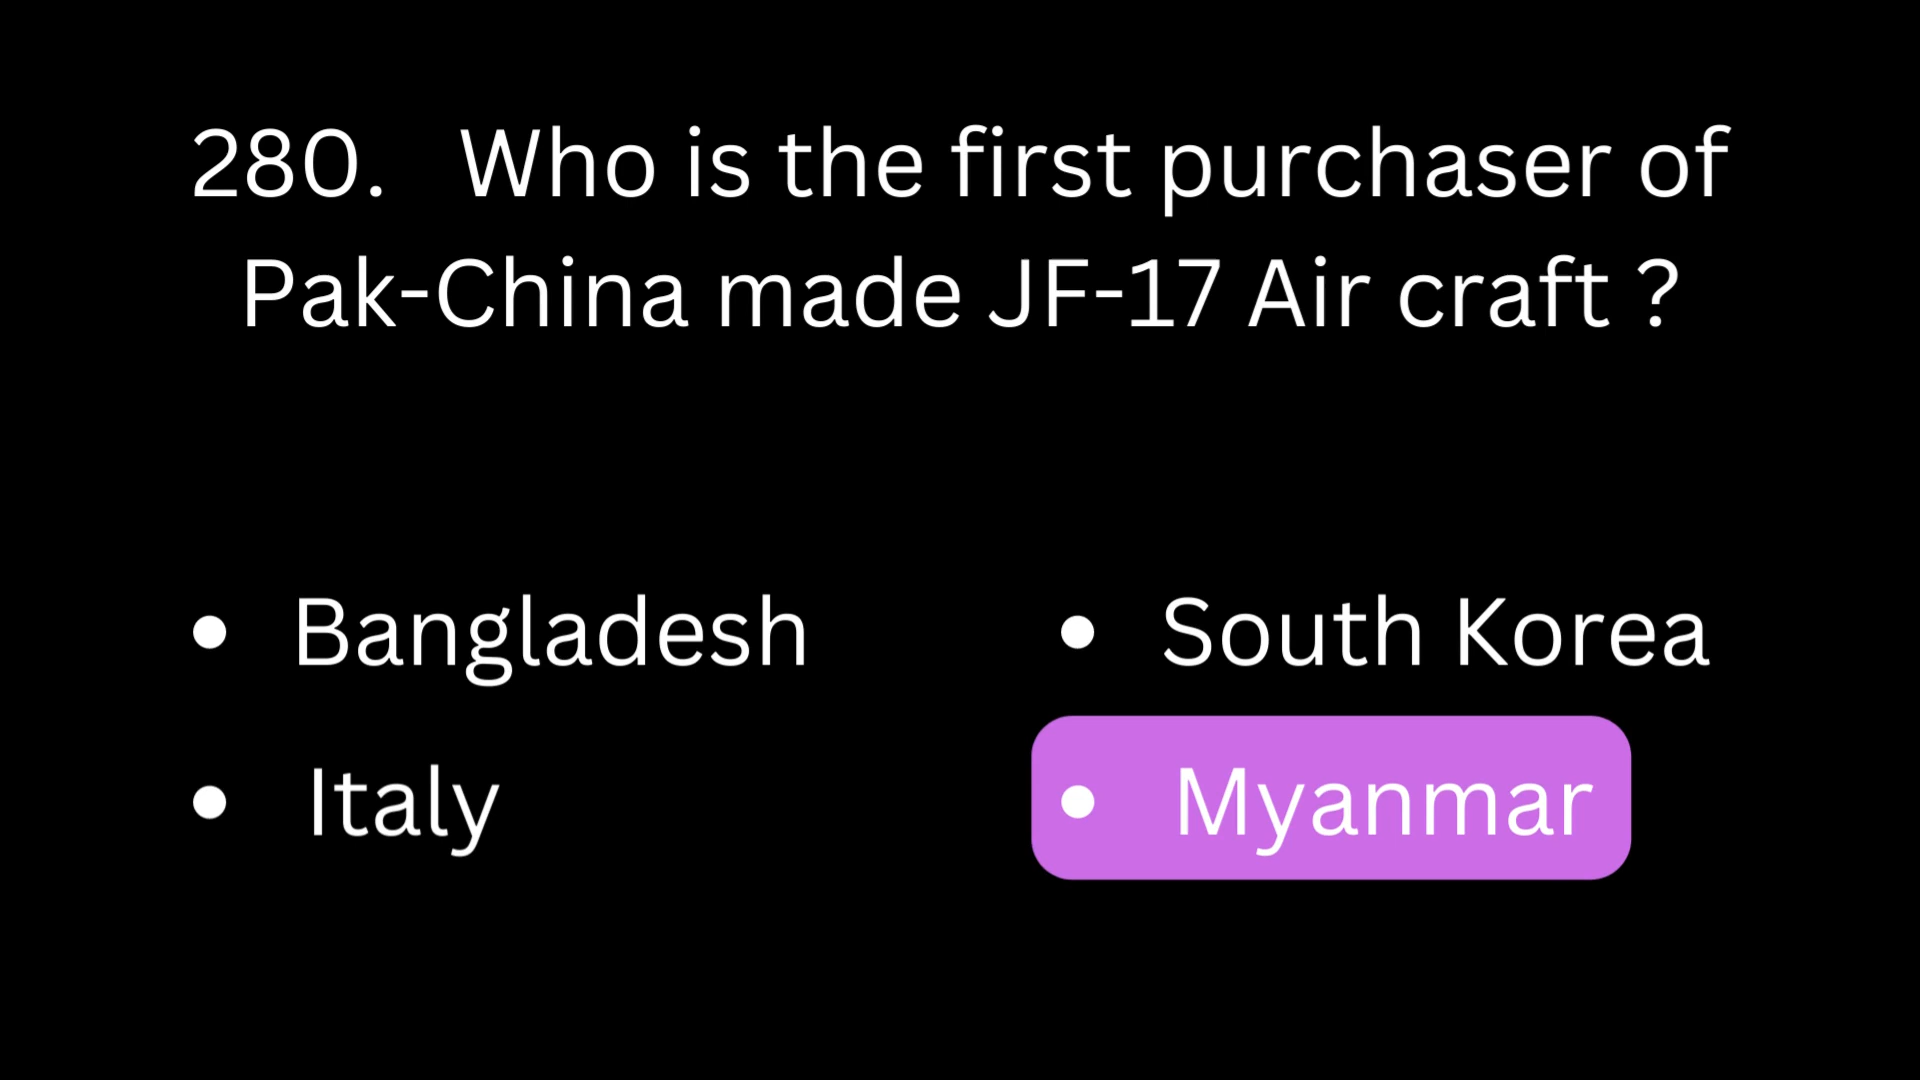 280. Who is the first purchaser of
Pak-China made JF-17 Air craft ?
• Bangladesh
• South Korea
• Italy
• Myanmar